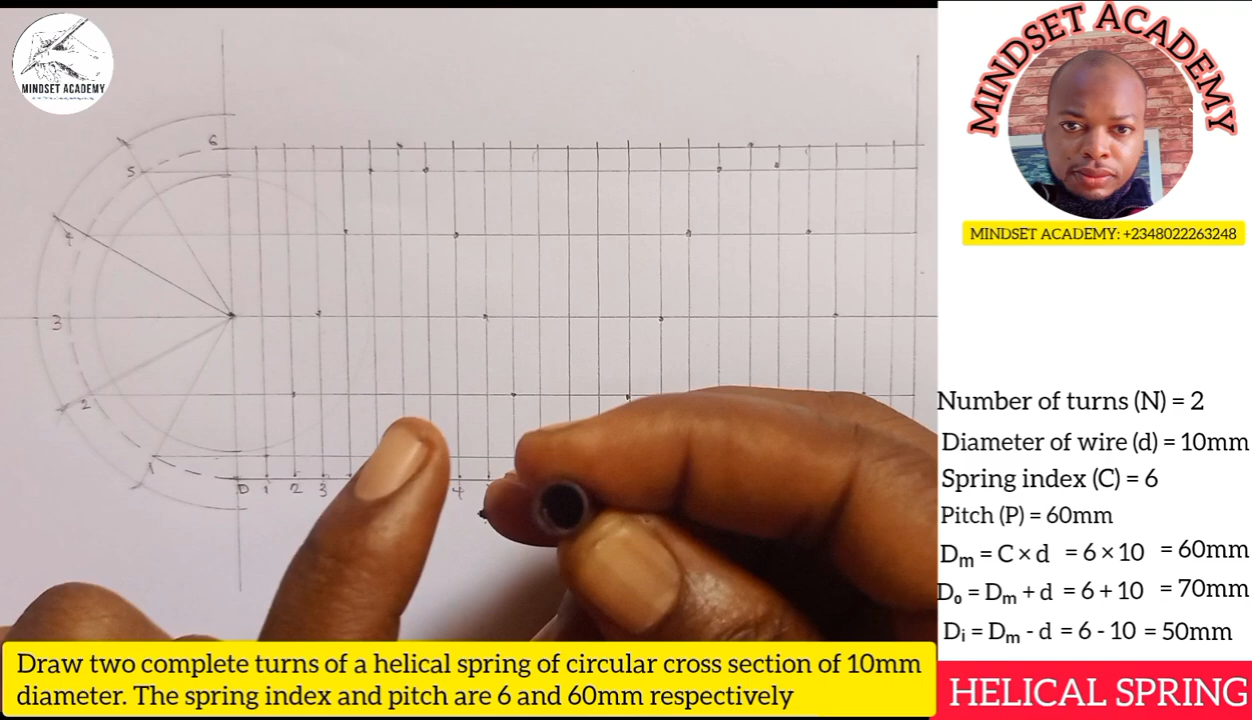 MINDSET ACADEMY
MINDSET ACADEMY
MINDSET ACADEMY: +2348022263248
6
5
4
3
2
1
0 1 2 3 4
Number of turns (N) = 2
Diameter of wire (d) = 10mm
Spring index (C) = 6
Pitch (P) = 60mm
Dₘ = C × d = 6 × 10 = 60mm
Dₒ = Dₘ + d = 6 + 10 = 70mm
Dᵢ = Dₘ - d = 6 - 10 = 50mm
Draw two complete turns of a helical spring of circular cross section of 10mm
diameter. The spring index and pitch are 6 and 60mm respectively
HELICAL SPRING